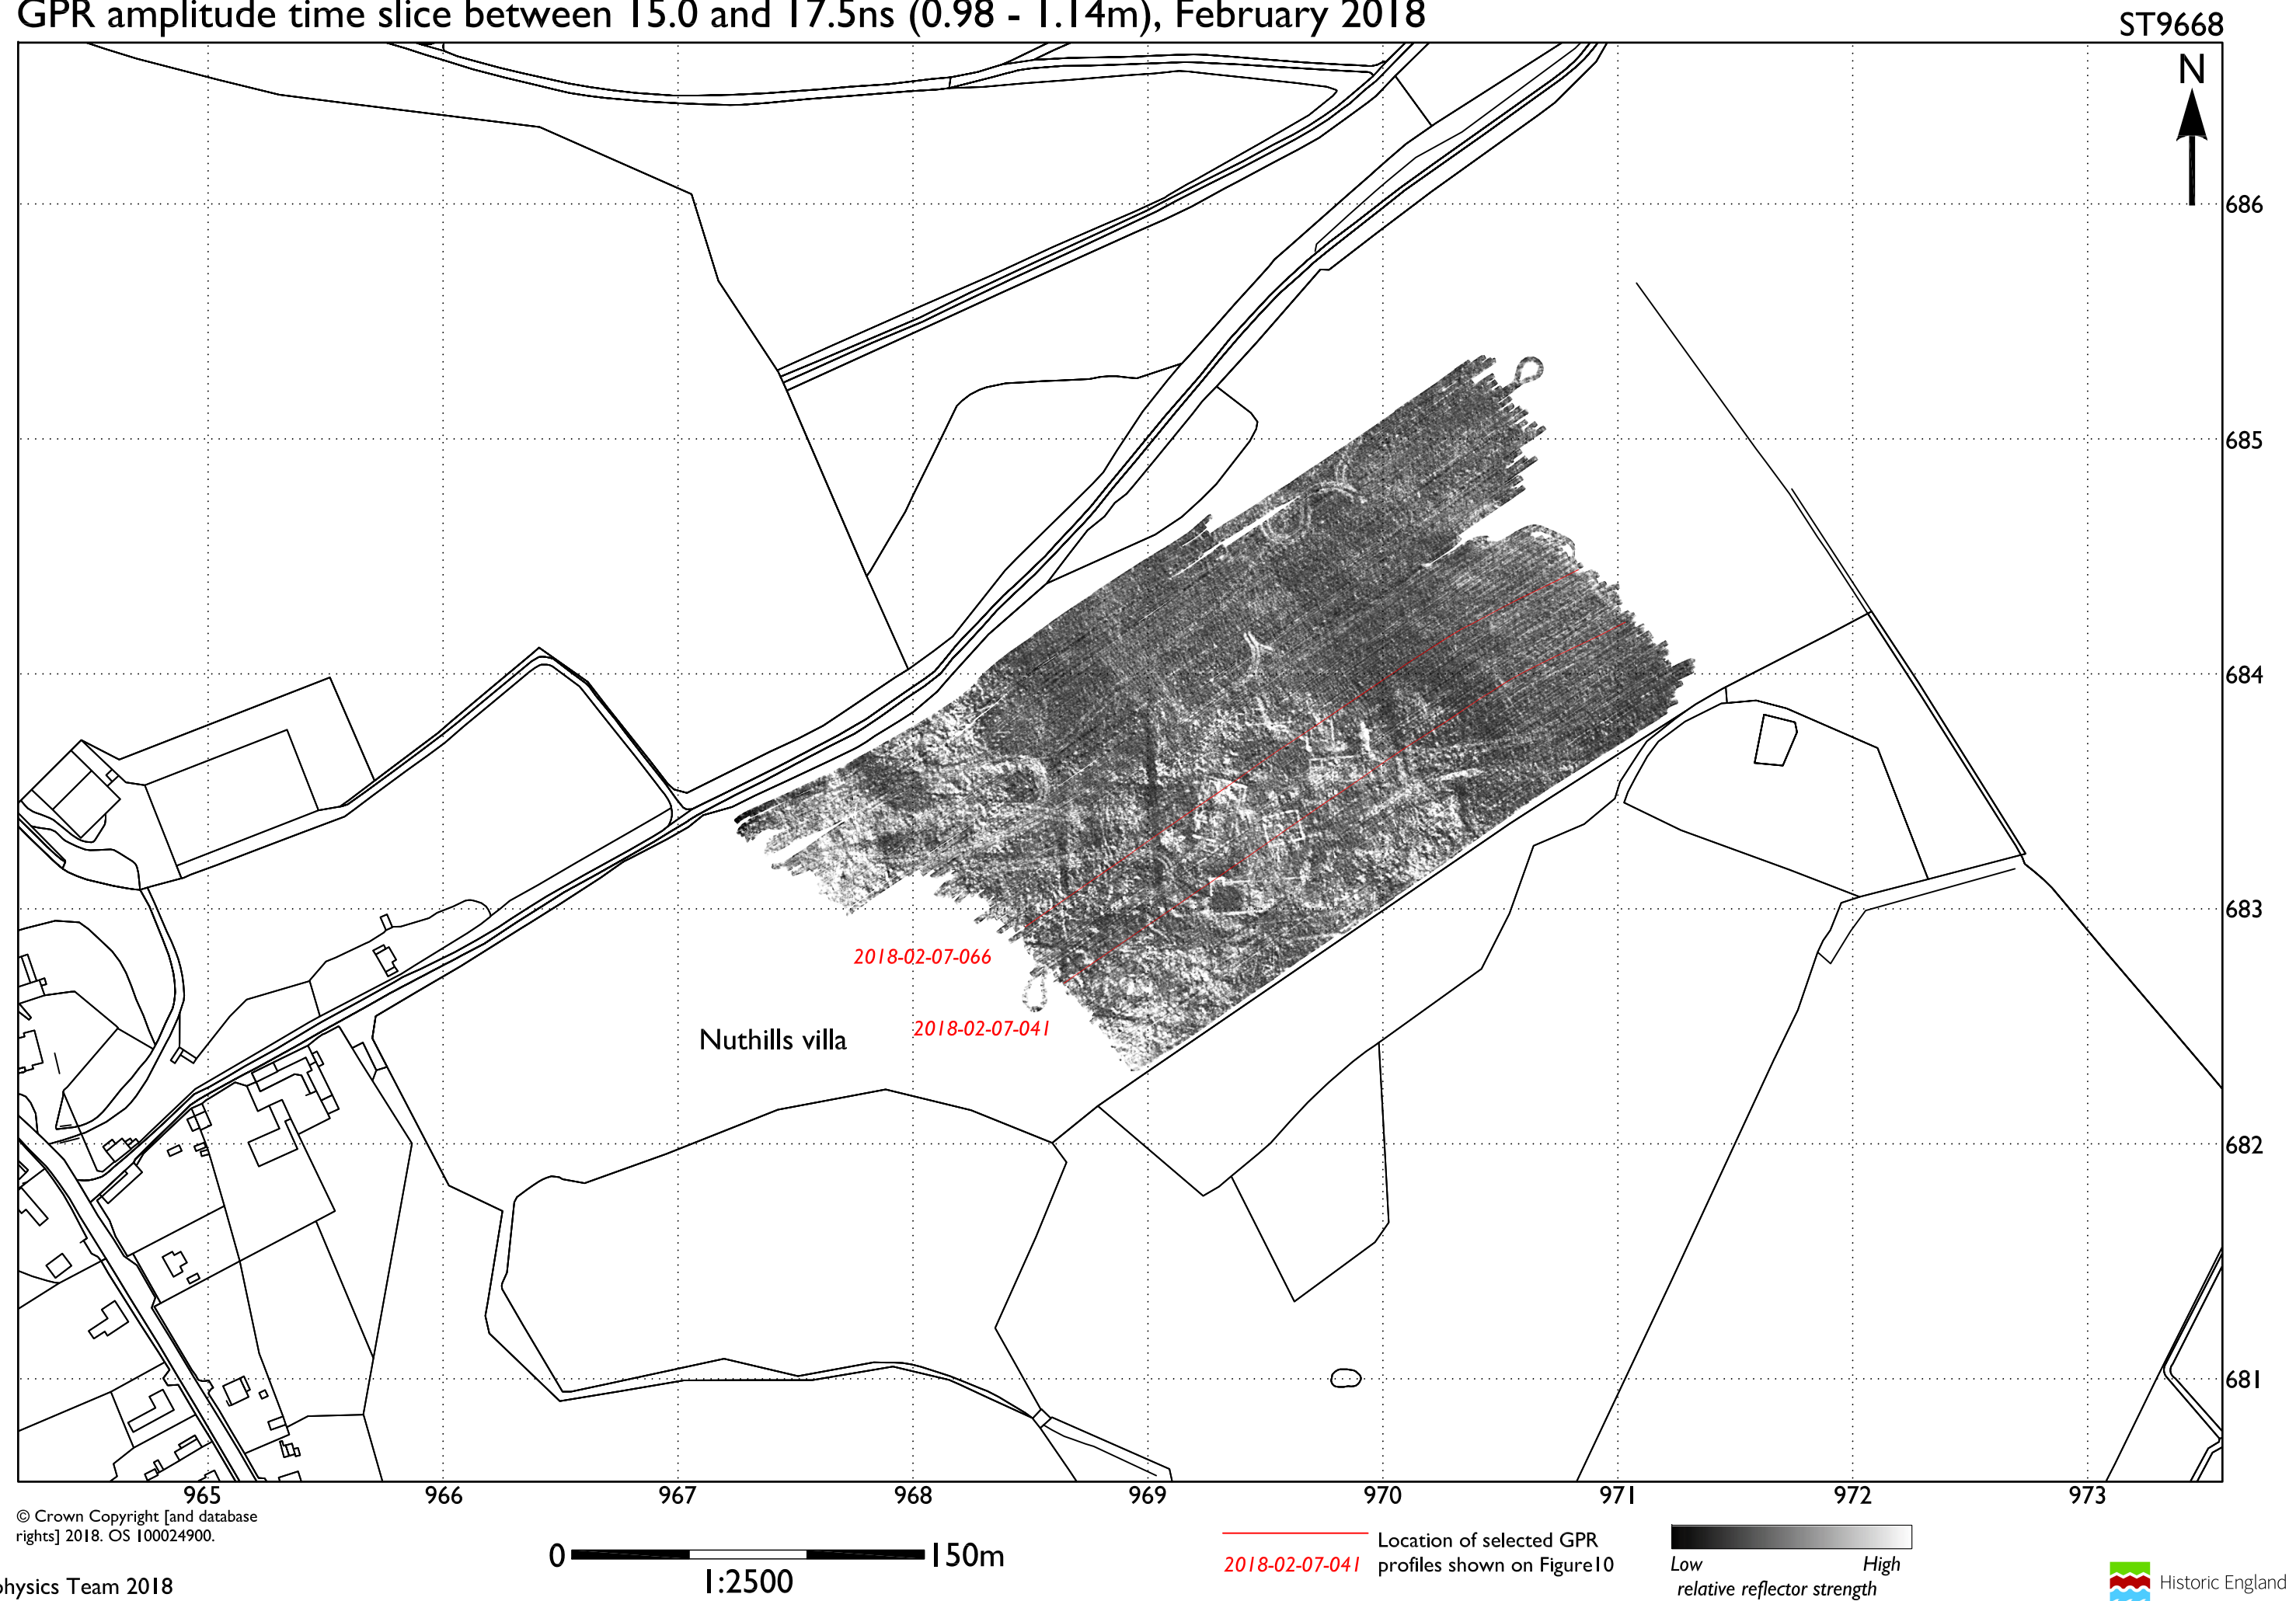 GPR amplitude time slice between 15.0 and 17.5ns (0.98 - 1.14m), February 2018
ST9668
N
686
685
684
683
2018-02-07-066
2018-02-07-041
Nuthills villa
682
681
965 966 967 968 969 970 971 972 973
© Crown Copyright [and database
rights] 2018. OS 100024900.
0 150m
1:2500
Location of selected GPR
2018-02-07-041 profiles shown on Figure10
Low High
relative reflector strength
physics Team 2018
Historic England